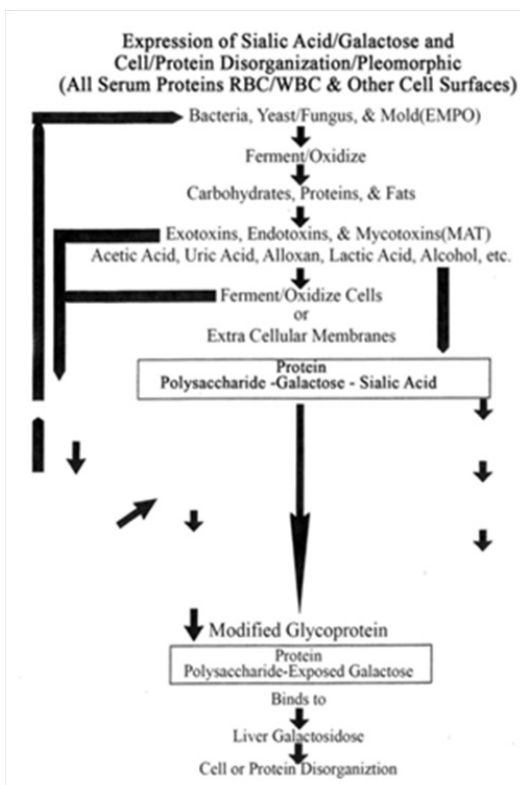 Expression of Sialic Acid/Galactose and
Cell/Protein Disorganization/Pleomorphic
(All Serum Proteins RBC/WBC & Other Cell Surfaces)
Bacteria, Yeast/Fungus, & Mold(EMPO)
Ferment/Oxidize
Carbohydrates, Proteins, & Fats
Exotoxins, Endotoxins, & Mycotoxins(MAT)
Acetic Acid, Uric Acid, Alloxan, Lactic Acid, Alcohol, etc.
Ferment/Oxidize Cells
or
Extra Cellular Membranes
Protein
Polysaccharide -Galactose - Sialic Acid
Modified Glycoprotein
Protein
Polysaccharide-Exposed Galactose
Binds to
Liver Galactosidose
Cell or Protein Disorganiztion